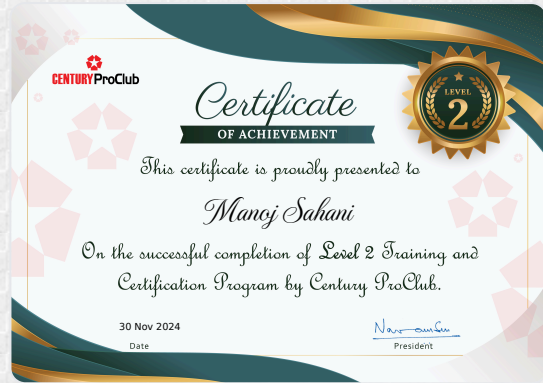 CENTURY ProClub
Certificate
OF ACHIEVEMENT
LEVEL
2
This certificate is proudly presented to
Manoj Sahani
On the successful completion of Level 2 Training and
Certification Program by Century ProClub.
30 Nov 2024
Date
President